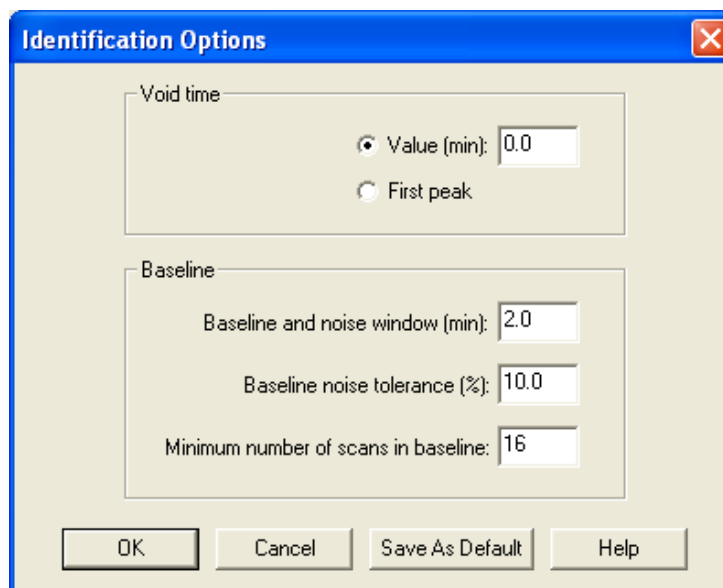 Identification Options
Void time
Value (min): 0.0
First peak
Baseline
Baseline and noise window (min): 2.0
Baseline noise tolerance (%): 10.0
Minimum number of scans in baseline: 16
OK Cancel Save As Default Help